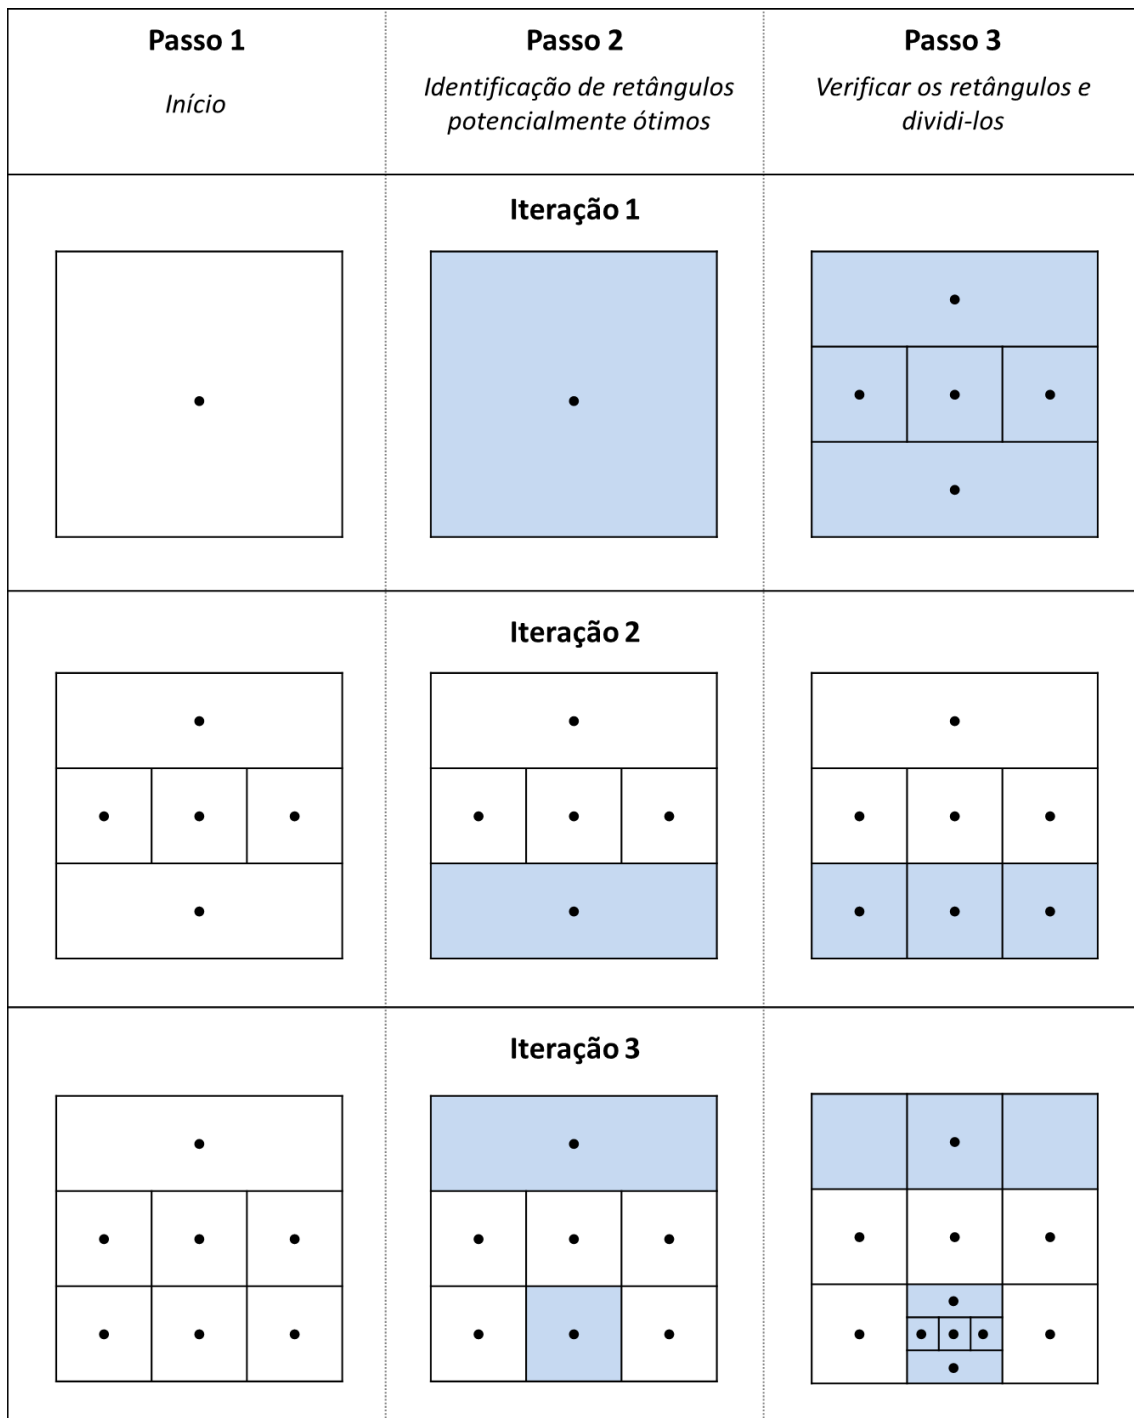 Passo 1
Início
Passo 2
Identificação de retângulos
potencialmente ótimos
Passo 3
Verificar os retângulos e
dividi-los
Iteração 1
Iteração 2
Iteração 3